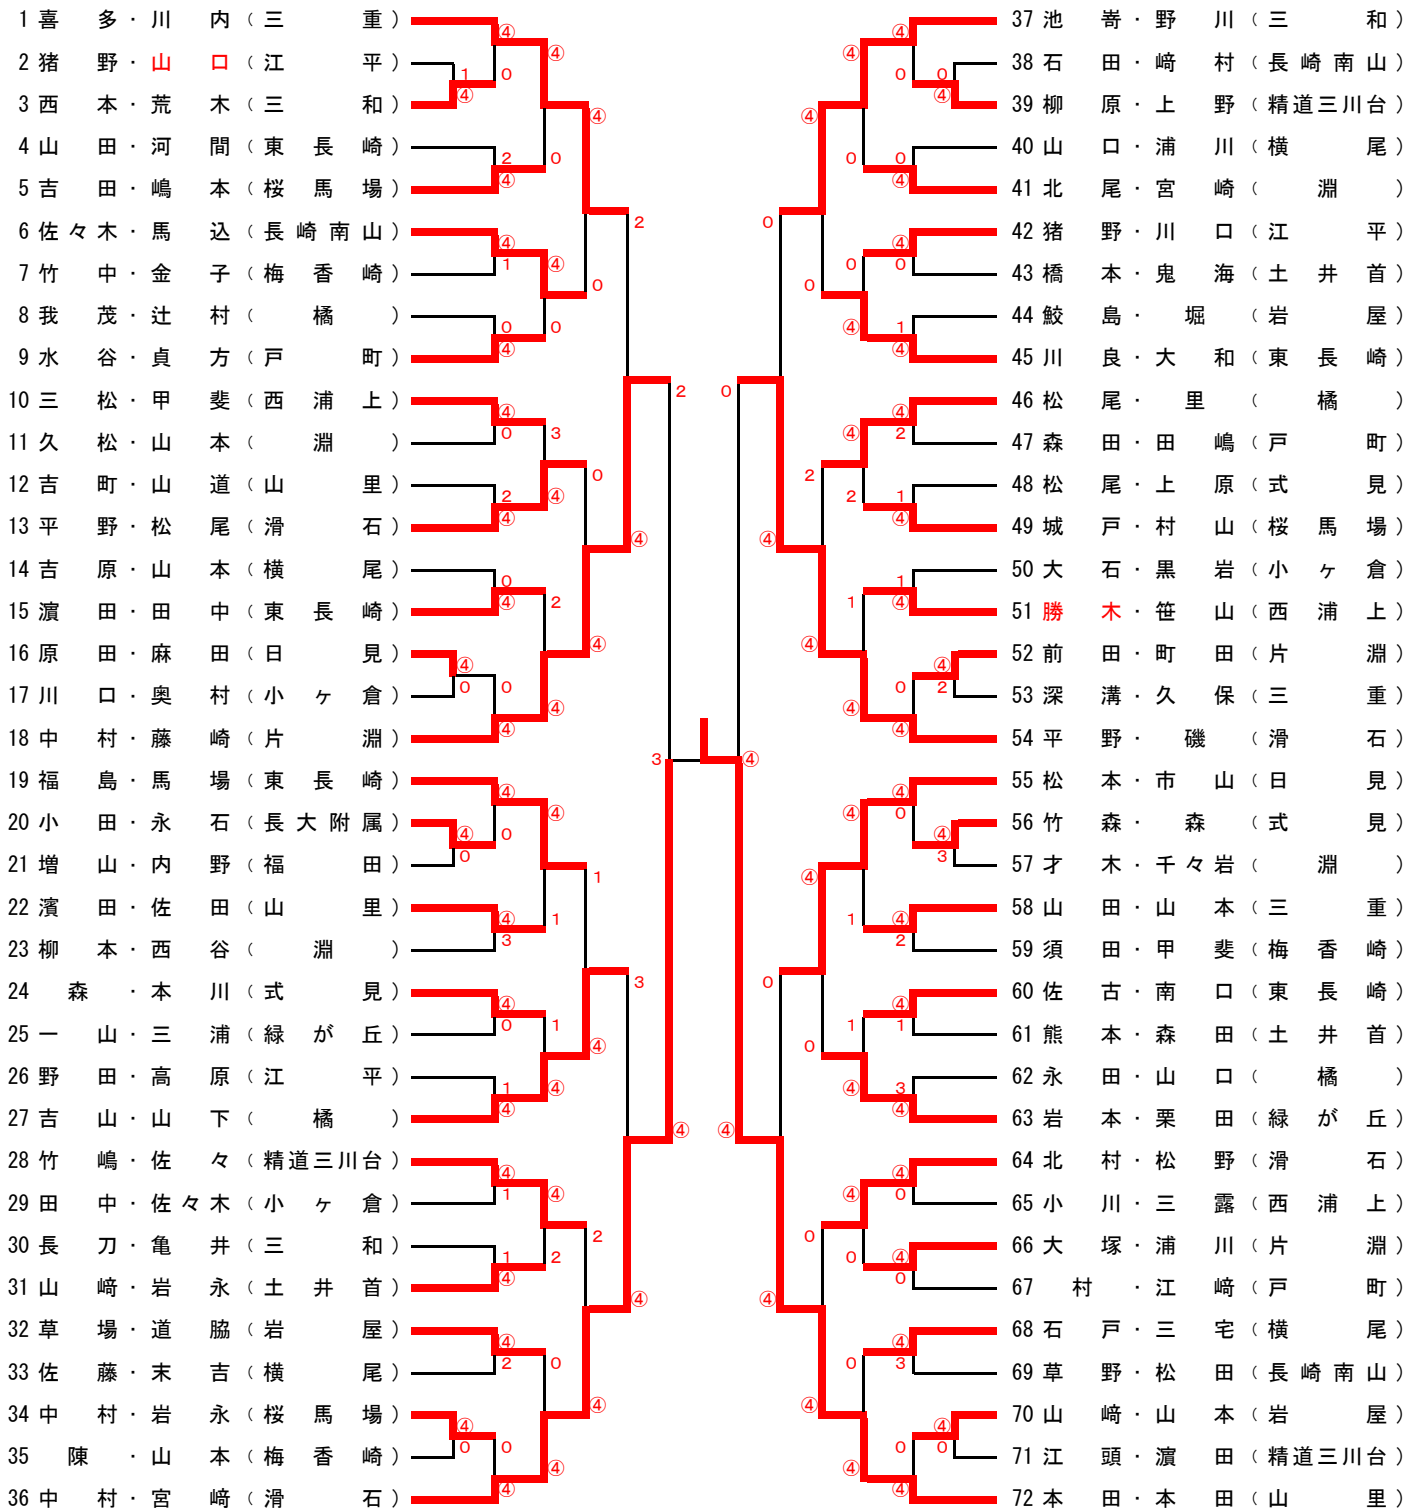 1 喜多・川内（三重）
2 猪野・山口（江平）
3 西本・荒木（三和）
4 山田・河間（東長崎）
5 吉田・嶋本（桜馬場）
6 佐々木・馬込（長崎南山）
7 竹中・金子（梅香崎）
8 我茂・辻村（橘）
9 水谷・貞方（戸町）
10 三松・甲斐（西浦上）
11 久松・山本（淵）
12 吉町・山道（山里）
13 平野・松尾（滑石）
14 吉原・山本（横尾）
15 濵田・田中（東長崎）
16 原田・麻田（日見）
17 川口・奥村（小ヶ倉）
18 中村・藤崎（片淵）
19 福島・馬場（東長崎）
20 小田・永石（長大附属）
21 増山・内野（福田）
22 濱田・佐田（山里）
23 柳本・西谷（淵）
24 森・本川（式見）
25 一山・三浦（緑が丘）
26 野田・高原（江平）
27 吉山・山下（橘）
28 竹嶋・佐々（精道三川台）
29 田中・佐々木（小ヶ倉）
30 長刀・亀井（三和）
31 山﨑・岩永（土井首）
32 草場・道脇（岩屋）
33 佐藤・末吉（横尾）
34 中村・岩永（桜馬場）
35 陳・山本（梅香崎）
36 中村・宮﨑（滑石）
37 池嵜・野川（三和）
38 石田・﨑村（長崎南山）
39 柳原・上野（精道三川台）
40 山口・浦川（横尾）
41 北尾・宮崎（淵）
42 猪野・川口（江平）
43 橋本・鬼海（土井首）
44 鮫島・堀（岩屋）
45 川良・大和（東長崎）
46 松尾・里（橘）
47 森田・田嶋（戸町）
48 松尾・上原（式見）
49 城戸・村山（桜馬場）
50 大石・黒岩（小ヶ倉）
51 勝木・笹山（西浦上）
52 前田・町田（片淵）
53 深溝・久保（三重）
54 平野・磯（滑石）
55 松本・市山（日見）
56 竹森・森（式見）
57 才木・千々岩（淵）
58 山田・山本（三重）
59 須田・甲斐（梅香崎）
60 佐古・南口（東長崎）
61 熊本・森田（土井首）
62 永田・山口（橘）
63 岩本・栗田（緑が丘）
64 北村・松野（滑石）
65 小川・三露（西浦上）
66 大塚・浦川（片淵）
67 村・江﨑（戸町）
68 石戸・三宅（横尾）
69 草野・松田（長崎南山）
70 山﨑・山本（岩屋）
71 江頭・濵田（精道三川台）
72 本田・本田（山里）